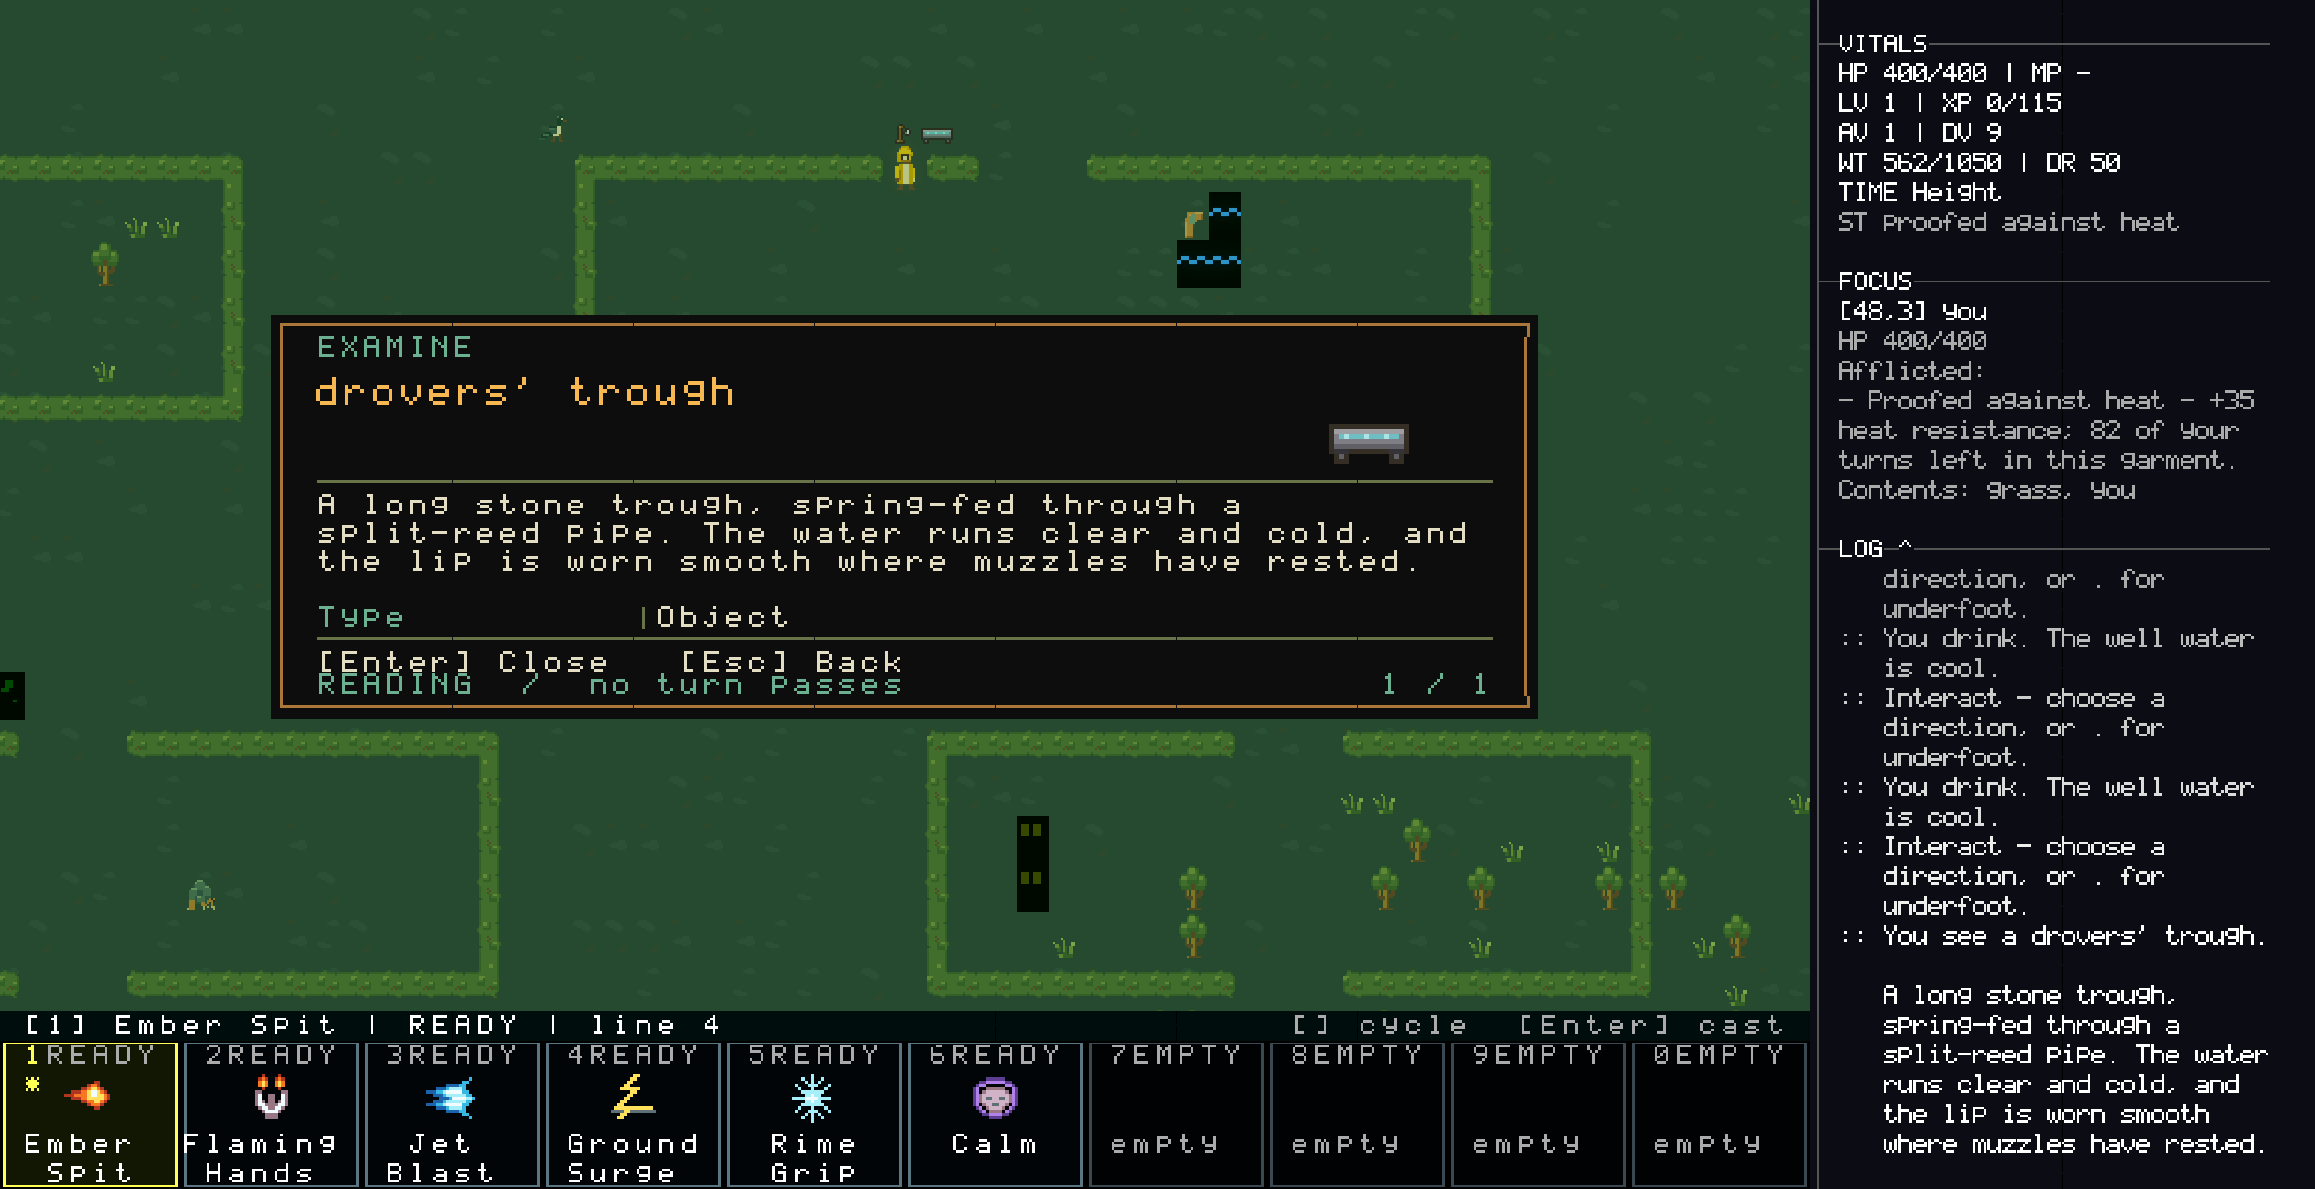 EXAMINE
drovers' trough
A long stone trough, spring-fed through a
split-reed pipe. The water runs clear and cold, and
the lip is worn smooth where muzzles have rested.
Type |Object
[Enter] Close [Esc] Back
READING / no turn passes 1 / 1
[1] Ember Spit | READY | line 4 [] cycle [Enter] cast
1READY 2READY 3READY 4READY 5READY 6READY 7EMPTY 8EMPTY 9EMPTY 0EMPTY
Ember Flaming Jet Ground Rime Calm empty empty empty empty
Spit Hands Blast Surge Grip
VITALS
HP 400/400 | MP -
LV 1 | XP 0/115
AV 1 | DV 9
WT 562/1050 | DR 50
TIME Height
ST Proofed against heat
FOCUS
[48,3] You
HP 400/400
Afflicted:
- Proofed against heat - +35
heat resistance; 82 of your
turns left in this garment.
Contents: grass, you
LOG ^
direction, or . for
underfoot.
:: You drink. The well water
is cool.
:: Interact - choose a
direction, or . for
underfoot.
:: You drink. The well water
is cool.
:: Interact - choose a
direction, or . for
underfoot.
:: You see a drovers' trough.
A long stone trough,
spring-fed through a
split-reed pipe. The water
runs clear and cold, and
the lip is worn smooth
where muzzles have rested.